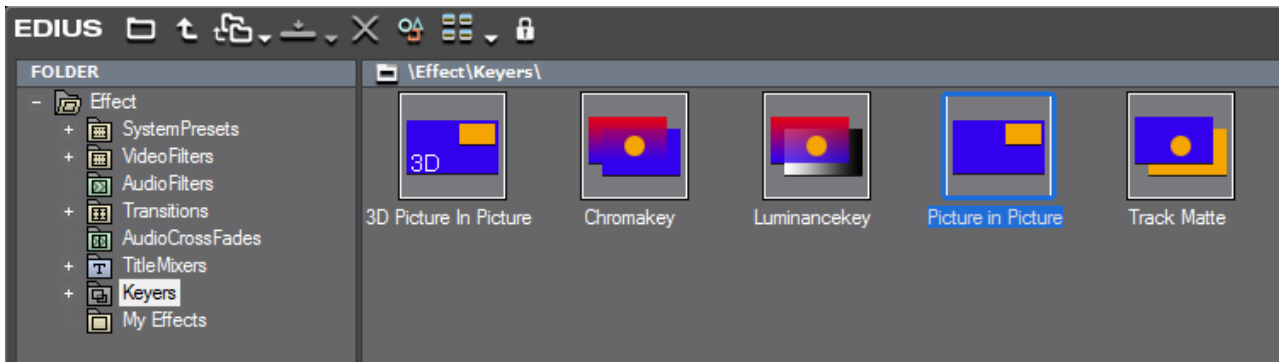 EDIUS
FOLDER
\Effect\Keyers\
Effect
SystemPresets
VideoFilters
AudioFilters
Transitions
AudioCrossFades
TitleMixers
Keyers
My Effects
3D
3D Picture In Picture
Chromakey
Luminancekey
Picture in Picture
Track Matte